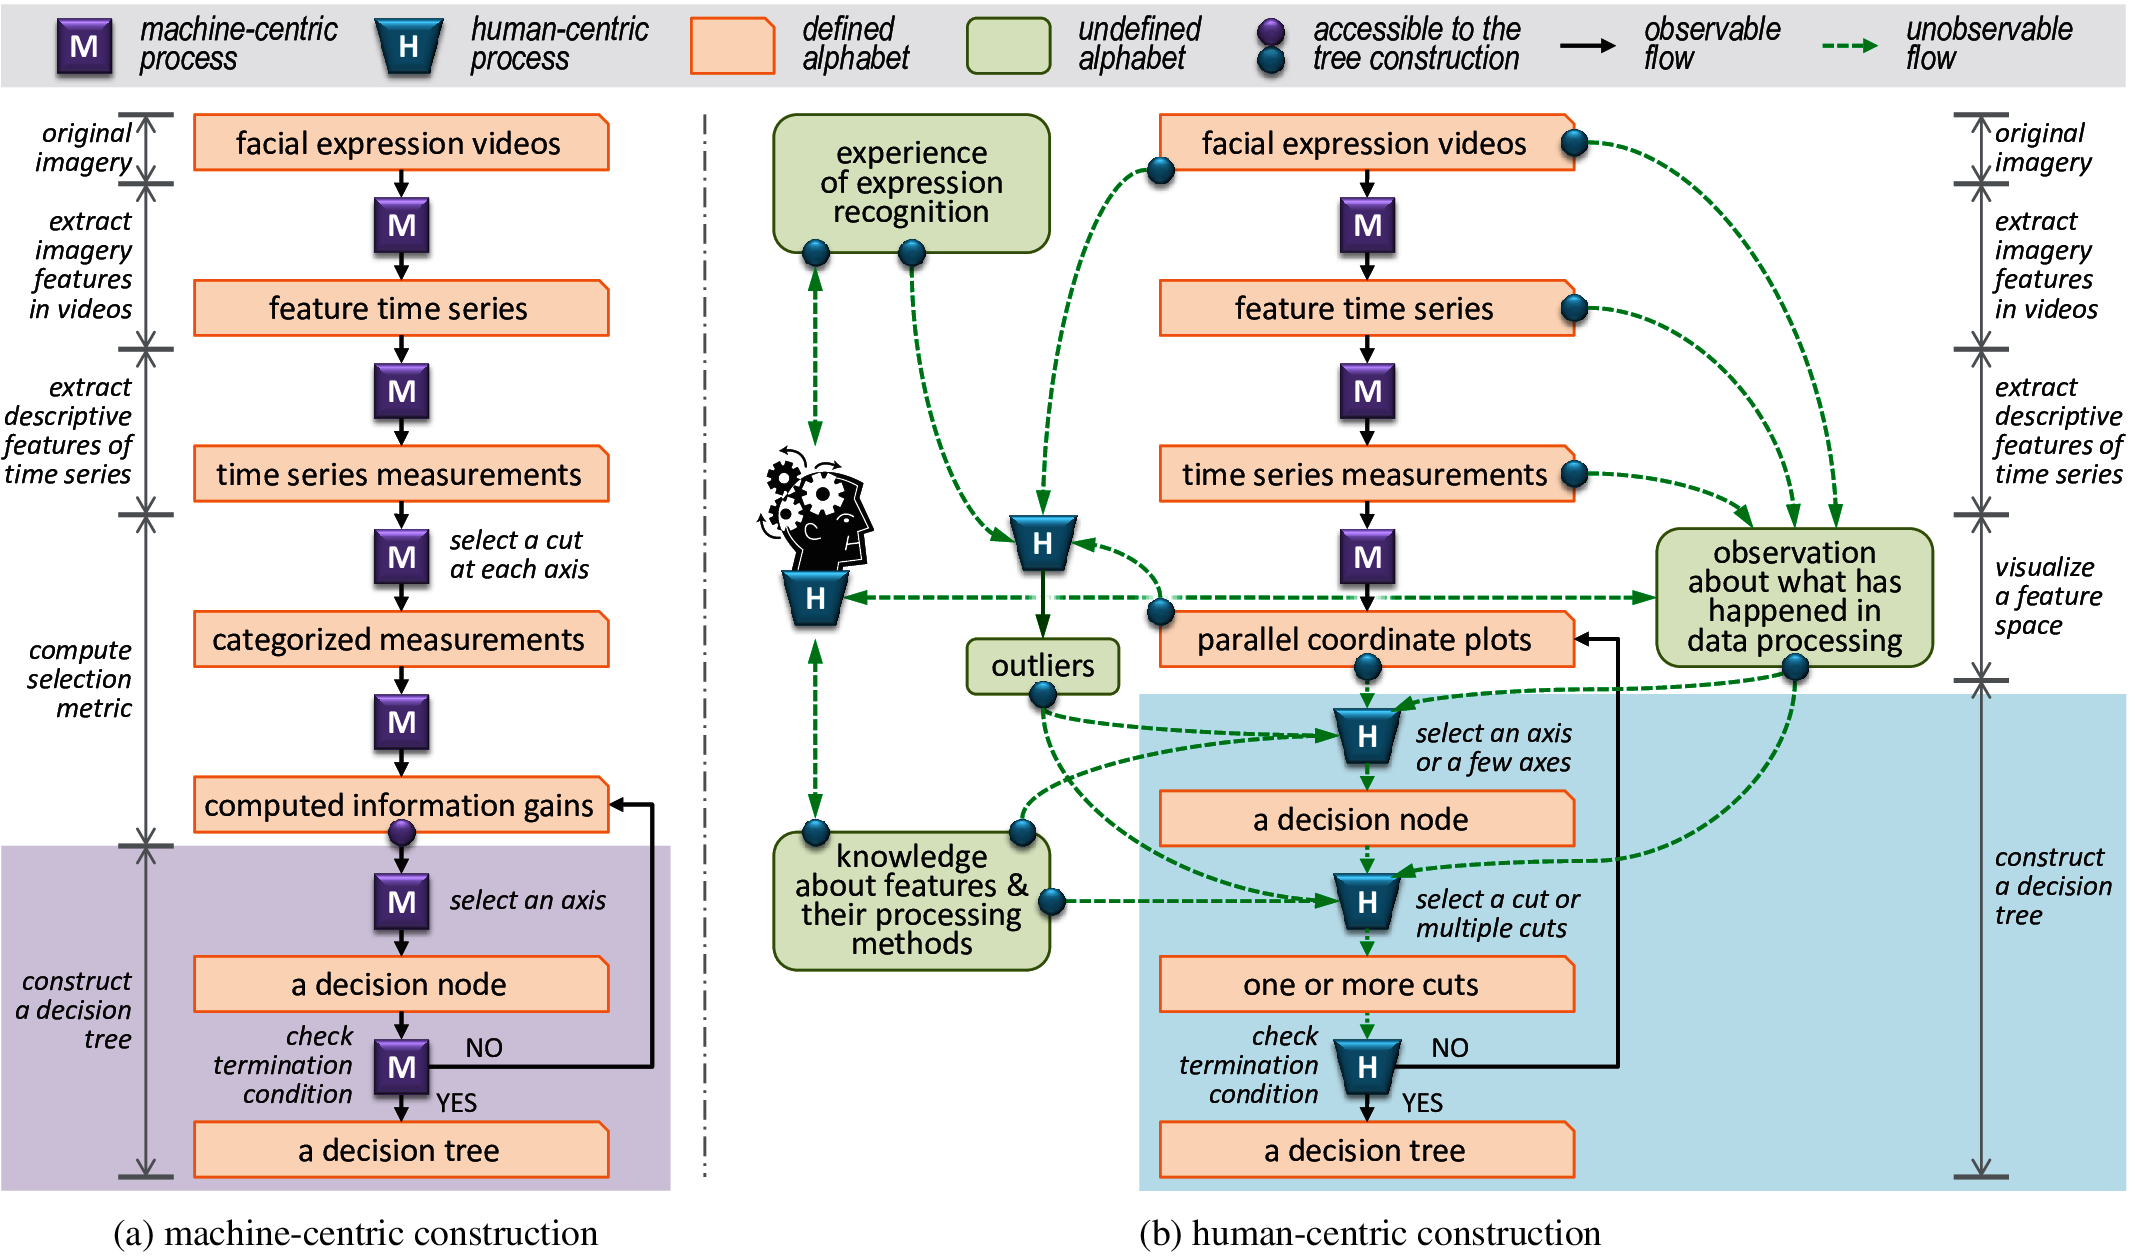 M
machine-centric
process
H
human-centric
process
defined
alphabet
undefined
alphabet
accessible to the
tree construction
observable
flow
unobservable
flow
original
imagery
extract
imagery
features
in videos
extract
descriptive
features of
time series
compute
selection
metric
construct
a decision
tree
facial expression videos
M
feature time series
M
time series measurements
M
select a cut
at each axis
categorized measurements
M
computed information gains
M
select an axis
a decision node
check
termination
condition
M
NO
YES
a decision tree
(a) machine-centric construction
experience
of expression
recognition
H
H
outliers
knowledge
about features &
their processing
methods
facial expression videos
M
feature time series
M
time series measurements
M
parallel coordinate plots
H
select an axis
or a few axes
a decision node
H
select a cut or
multiple cuts
one or more cuts
check
termination
condition
H
NO
YES
a decision tree
observation
about what has
happened in
data processing
original
imagery
extract
imagery
features
in videos
extract
descriptive
features of
time series
visualize
a feature
space
construct
a decision
tree
(b) human-centric construction